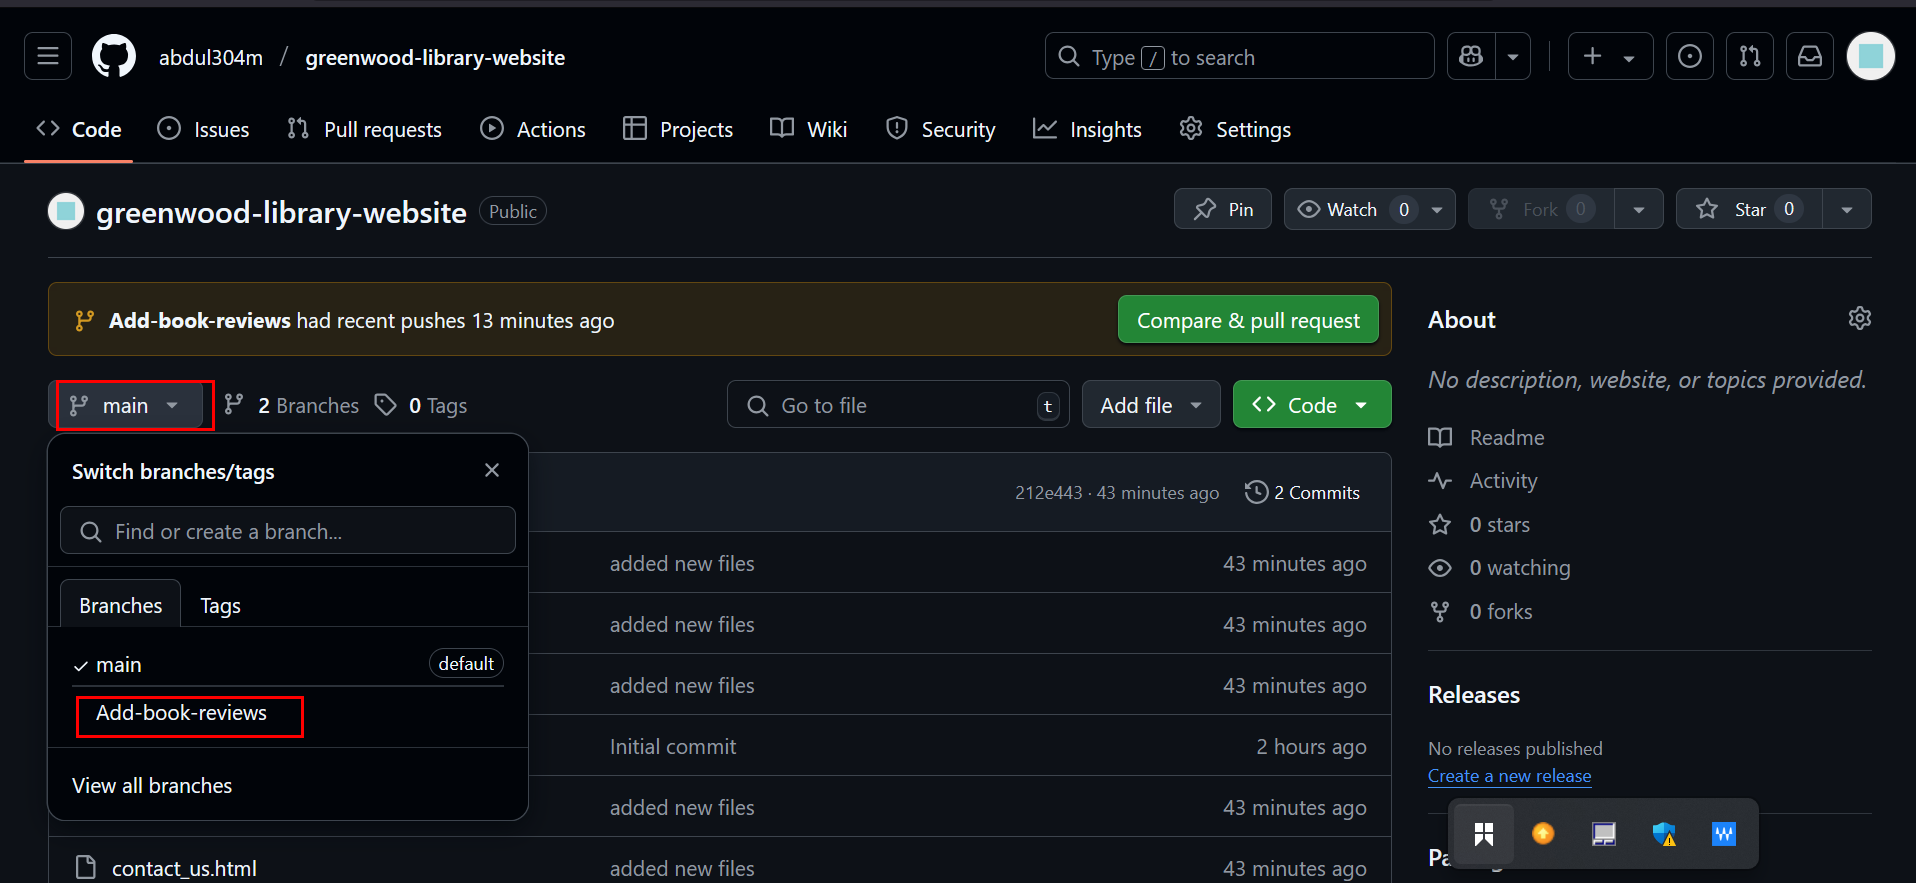 abdul304m / greenwood-library-website
Type / to search
Code Issues Pull requests Actions Projects Wiki Security Insights Settings
greenwood-library-website Public
Pin Watch 0 Fork 0 Star 0
Add-book-reviews had recent pushes 13 minutes ago
Compare & pull request
main 2 Branches 0 Tags
Go to file t
Add file
Code
Switch branches/tags
Find or create a branch...
Branches Tags
main default
Add-book-reviews
View all branches
212e443 · 43 minutes ago 2 Commits
added new files 43 minutes ago
added new files 43 minutes ago
added new files 43 minutes ago
Initial commit 2 hours ago
added new files 43 minutes ago
contact_us.html added new files 43 minutes ago
About
No description, website, or topics provided.
Readme
Activity
0 stars
0 watching
0 forks
Releases
No releases published
Create a new release